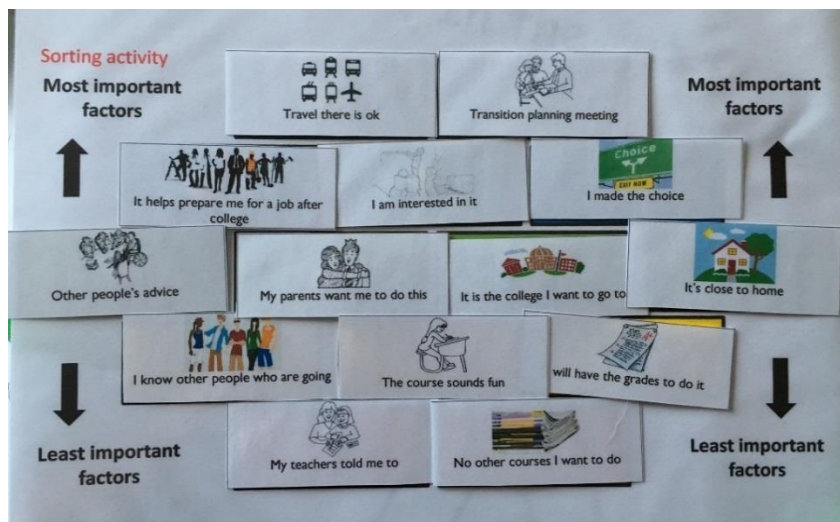 Sorting activity
Most important
factors
Most important
factors
Travel there is ok
Transition planning meeting
It helps prepare me for a job after
college
I am interested in it
Choice
EXIT NOW
I made the choice
Other people's advice
My parents want me to do this
It is the college I want to go to
It's close to home
I know other people who are going
The course sounds fun
will have the grades to do it
My teachers told me to
No other courses I want to do
Least important
factors
Least important
factors